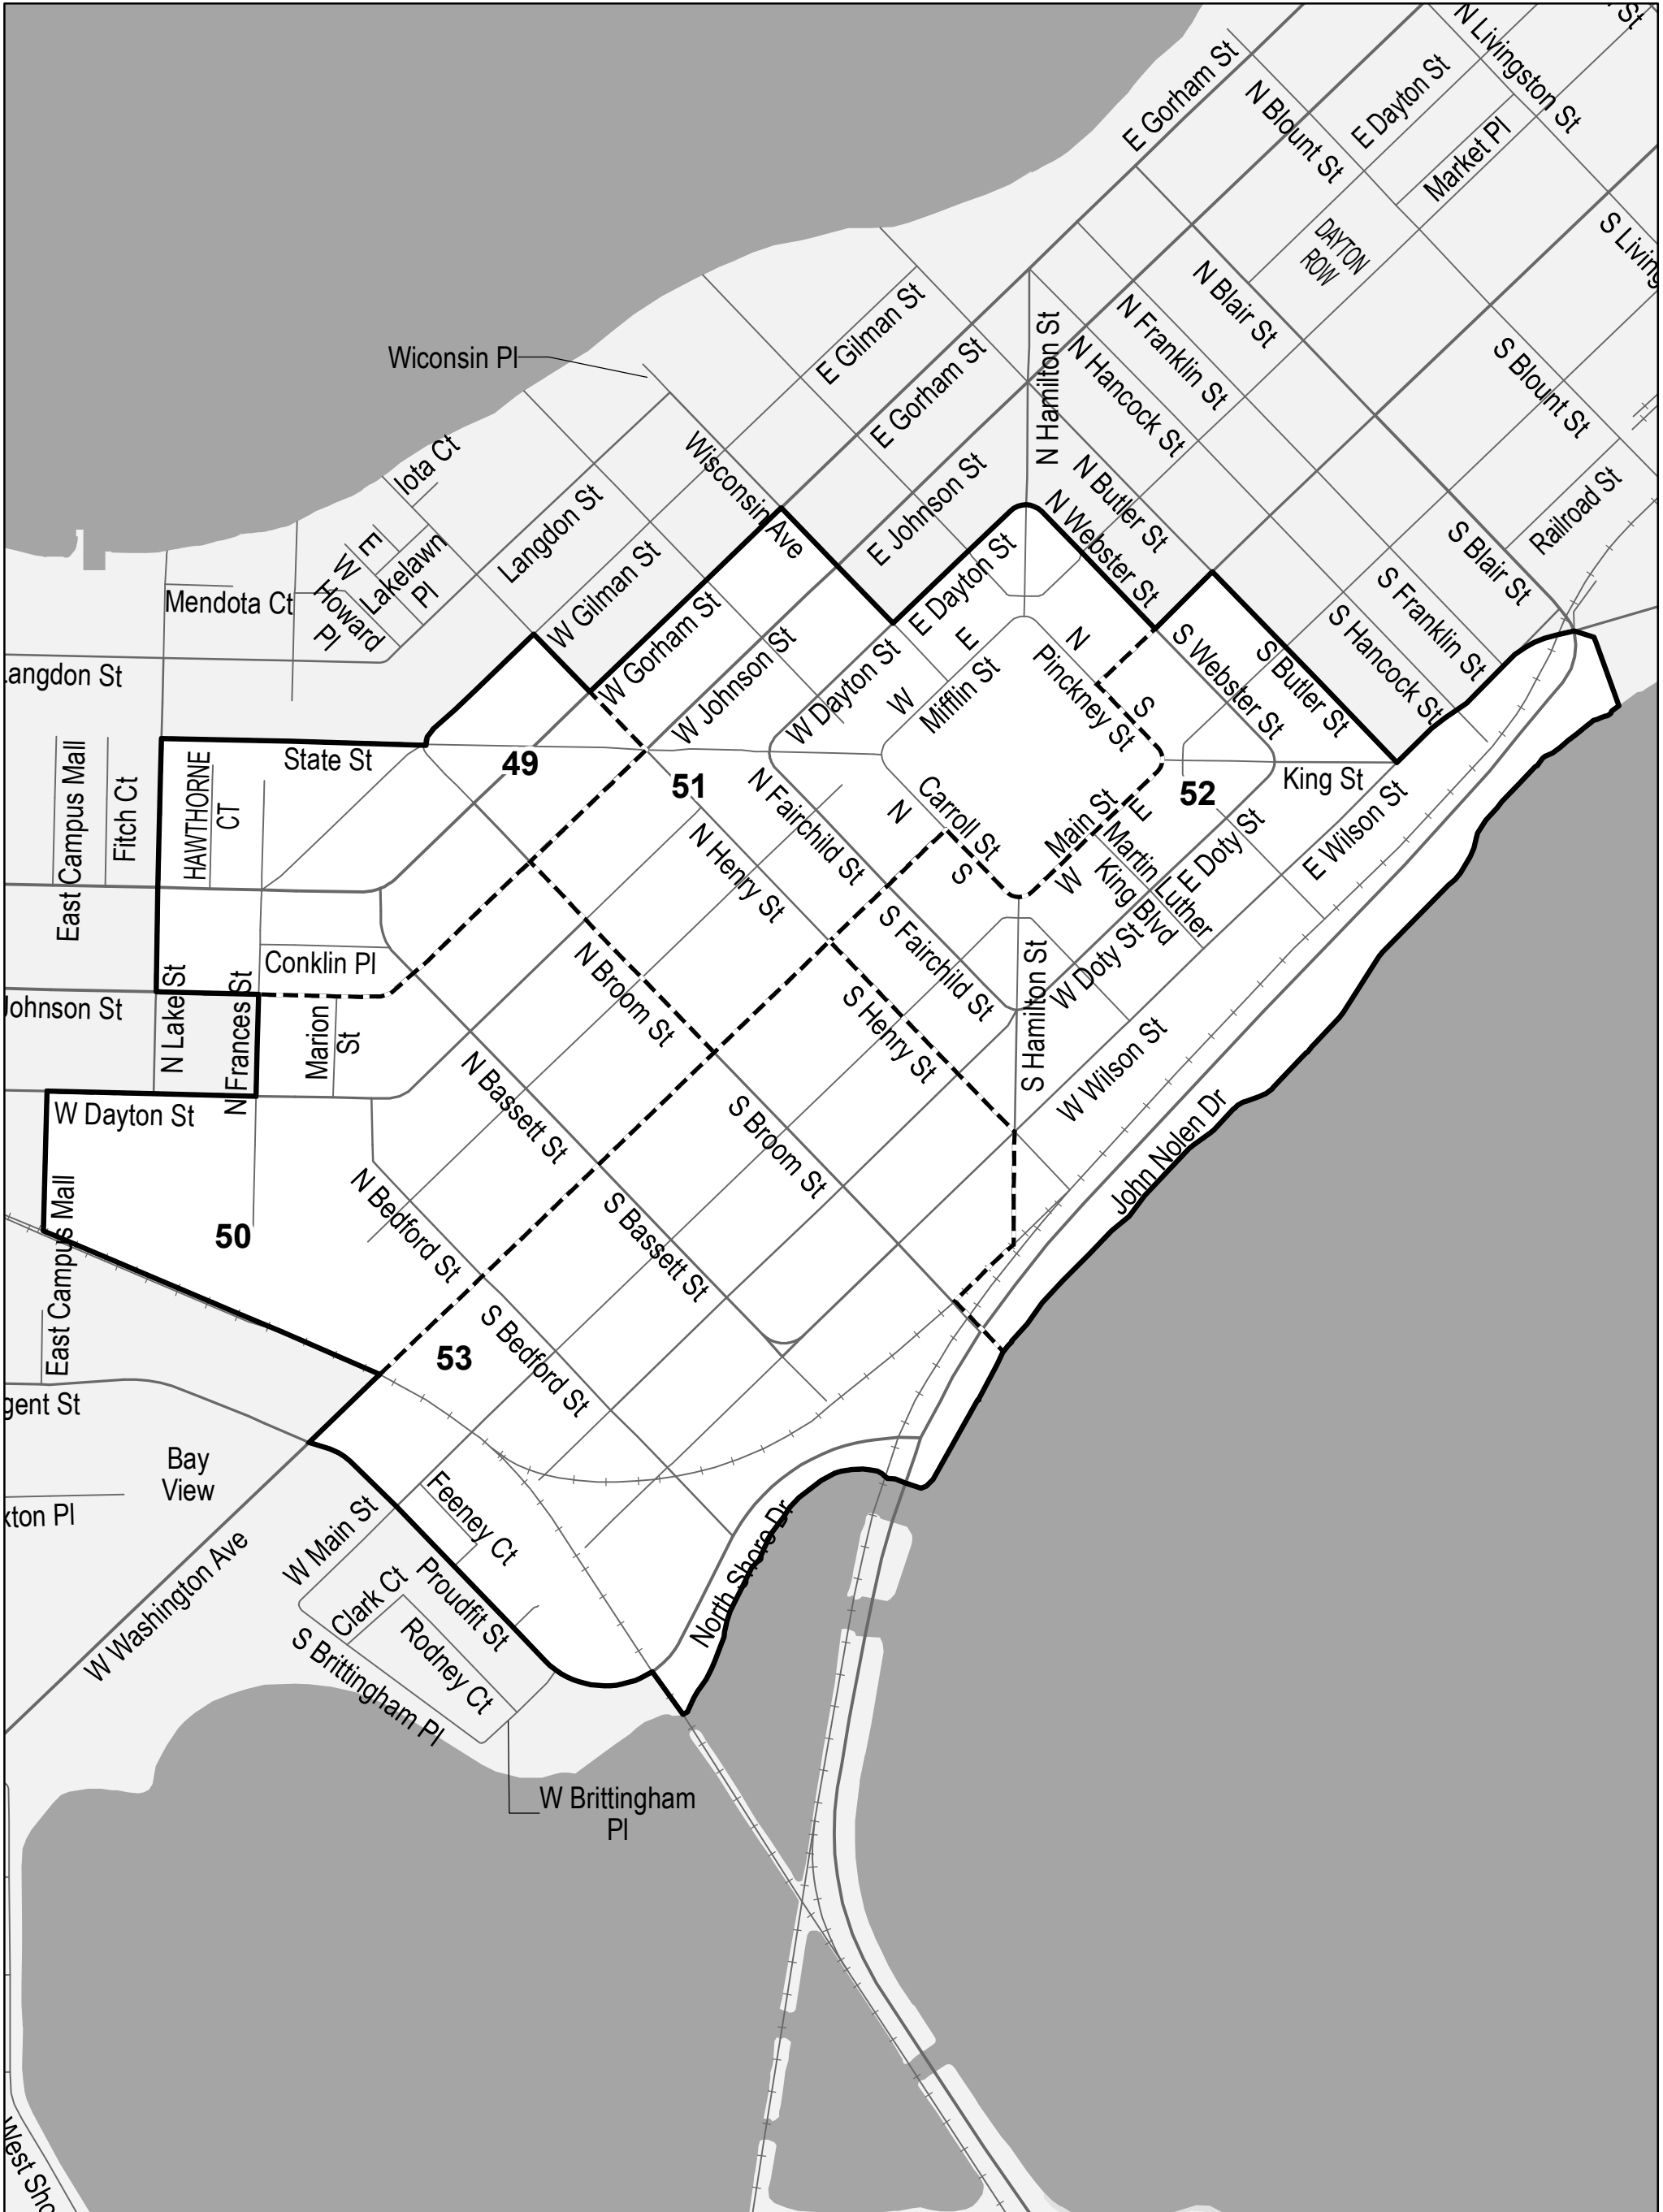 St
N Livingston St
E Gorham St
E Dayton St
N Blount St
Market Pl
DAYTON
ROW
N Blair St
N Franklin St
N Hamilton St
N Hancock St
S Blount St
E Gilman St
E Gorham St
Wiconsin Pl
Wisconsin Ave
Iota Ct
Langdon St
E
W
Lakelawn
Pl
Howard
Pl
Mendota Ct
W Gilman St
E Johnson St
N Butler St
N Webster St
Railroad St
S Blair St
S Franklin St
S Hancock St
E Dayton St
W Gorham St
W Johnson St
W Dayton St
E
W
Mifflin St
N
S
Pinckney St
S Webster St
S Butler St
angdon St
State St
HAWTHORNE
CT
East Campus Mall
Fitch Ct
49
51
52
King St
E Wilson St
N Fairchild St
N
S
Carroll St
Main St
E
W
Martin
Luther
King Blvd
E Doty St
N Henry St
S Fairchild St
W Doty St
Conklin Pl
Johnson St
N Lake St
N Frances St
Marion
St
N Broom St
S Henry St
S Hamilton St
W Wilson St
W Dayton St
N Bassett St
S Broom St
John Nolen Dr
East Campus Mall
50
N Bedford St
S Bassett St
53
S Bedford St
gent St
Bay
View
xton Pl
W Washington Ave
W Main St
Feeney Ct
Clark Ct
Proudfit St
Rodney Ct
S Brittingham Pl
North Shore Dr
W Brittingham
Pl
West Sho